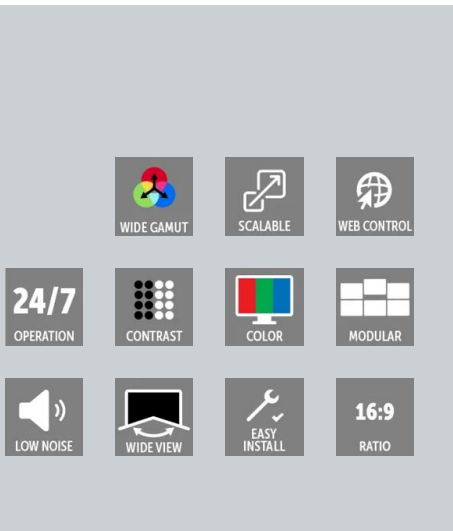 WIDE GAMUT
SCALABLE
WEB CONTROL
24/7
OPERATION
CONTRAST
COLOR
MODULAR
LOW NOISE
WIDE VIEW
EASY
INSTALL
16:9
RATIO